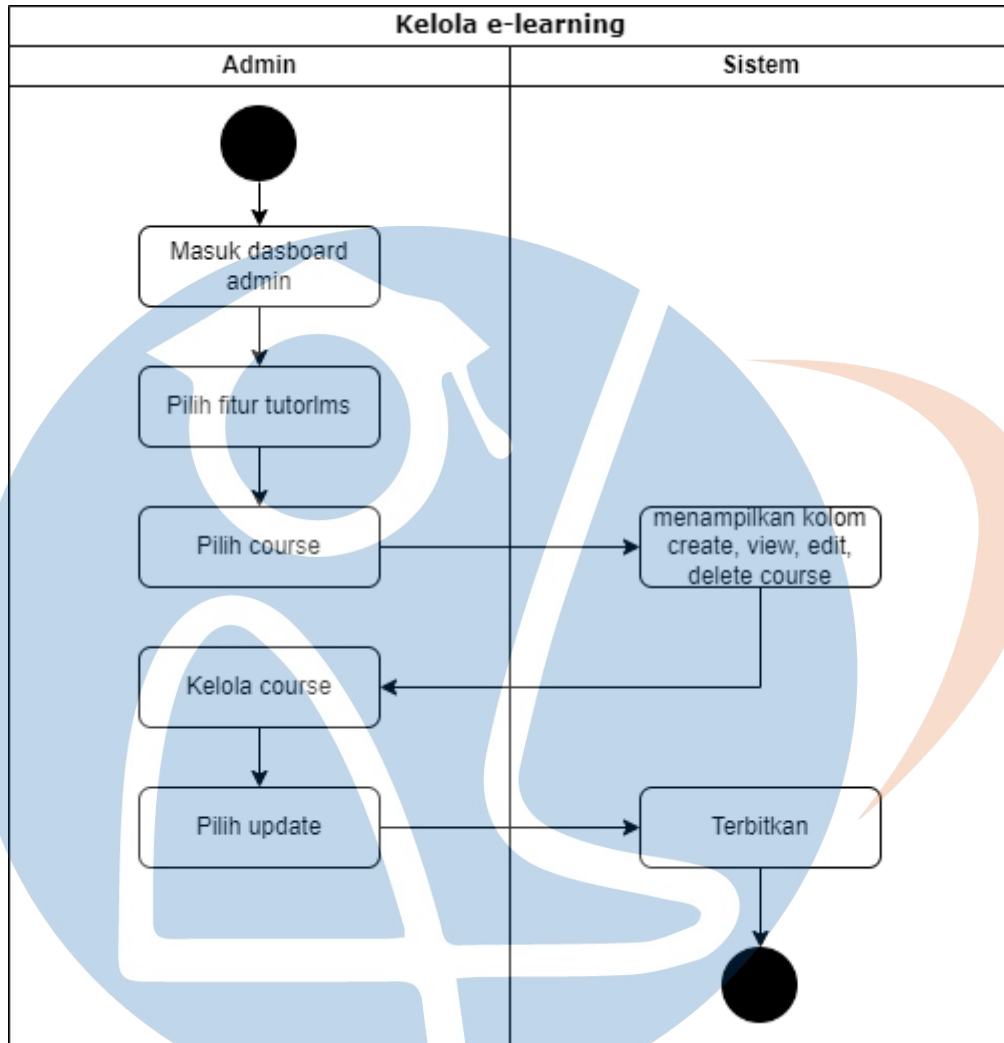 Kelola e-learning
Admin
Sistem
Masuk dasboard
admin
Pilih fitur tutorlms
Pilih course
menampilkan kolom
create, view, edit,
delete course
Kelola course
Pilih update
Terbitkan